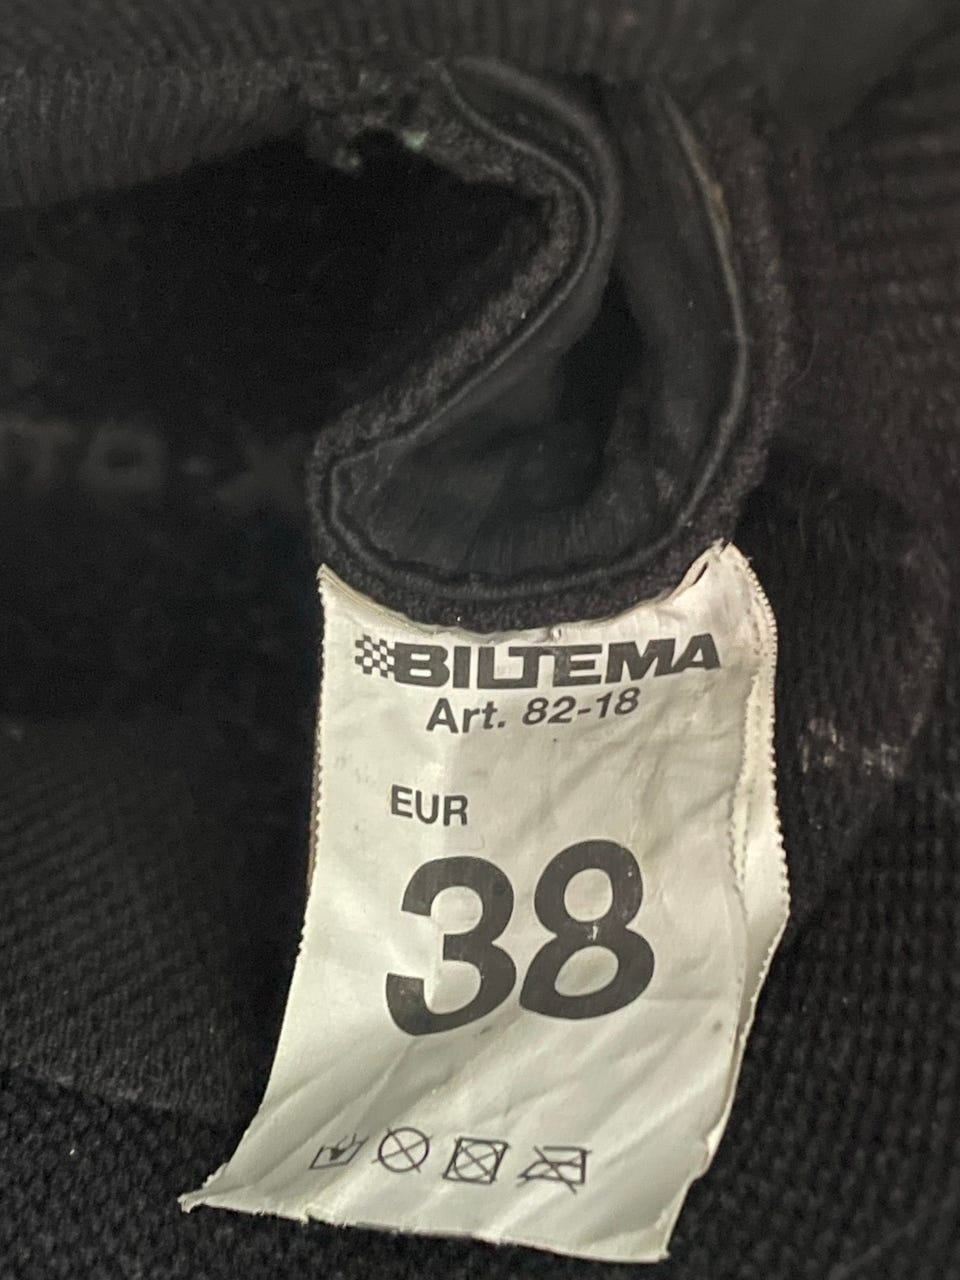 BILTEMA
Art. 82-18
EUR
38